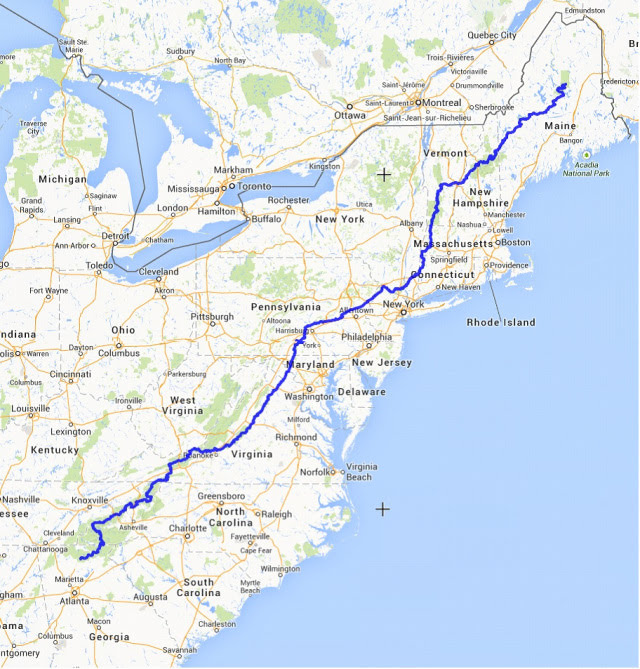 Edmundston
Quebec City
Sault Ste.
Marie
Sudbury
North Bay
Trois-Rivières
Victoriaville
Drummondville
Saint-Jérôme
Fredericton
Saint-Laurent
Montreal
Sherbrooke
Ottawa
Saint-Jean-sur-Richelieu
Maine
Bangor
Traverse
City
Kingston
Vermont
Acadia
National Park
Markham
Michigan
Mississauga
Toronto
New
Hampshire
Saginaw
Grand
Rapids
Flint
London
Hamilton
Rochester
Utica
Manchester
Lansing
Buffalo
New York
Albany
Nashua
Lowell
Ann-Arbor
Detroit
Chatham
Massachusetts
Boston
Toledo
Springfield
Providence
Cleveland
Connecticut
New Haven
Fort Wayne
Akron
Pennsylvania
Allentown
New York
Rhode Island
Pittsburgh
Altoona
Harrisburg
ndiana
Ohio
Dayton
Columbus
York
Philadelphia
Warren
Maryland
New Jersey
Columbus
Cincinnati
Parkersburg
Washington
Delaware
West
Virginia
Ironville
Louisville
Lexington
Milford
Richmond
Kentucky
Roanoke
Virginia
Norfolk
Virginia
Beach
Nashville
Knoxville
Greensboro
essee
North
Carolina
Raleigh
Asheville
Cleveland
Chattanooga
Charlotte
Fayetteville
Cape Fear
Marietta
Wilmington
Atlanta
South
Carolina
Myrtle
Beach
gham
Augusta
Macon
Columbus
Georgia
Charleston
ama
ntgomery
Savannah